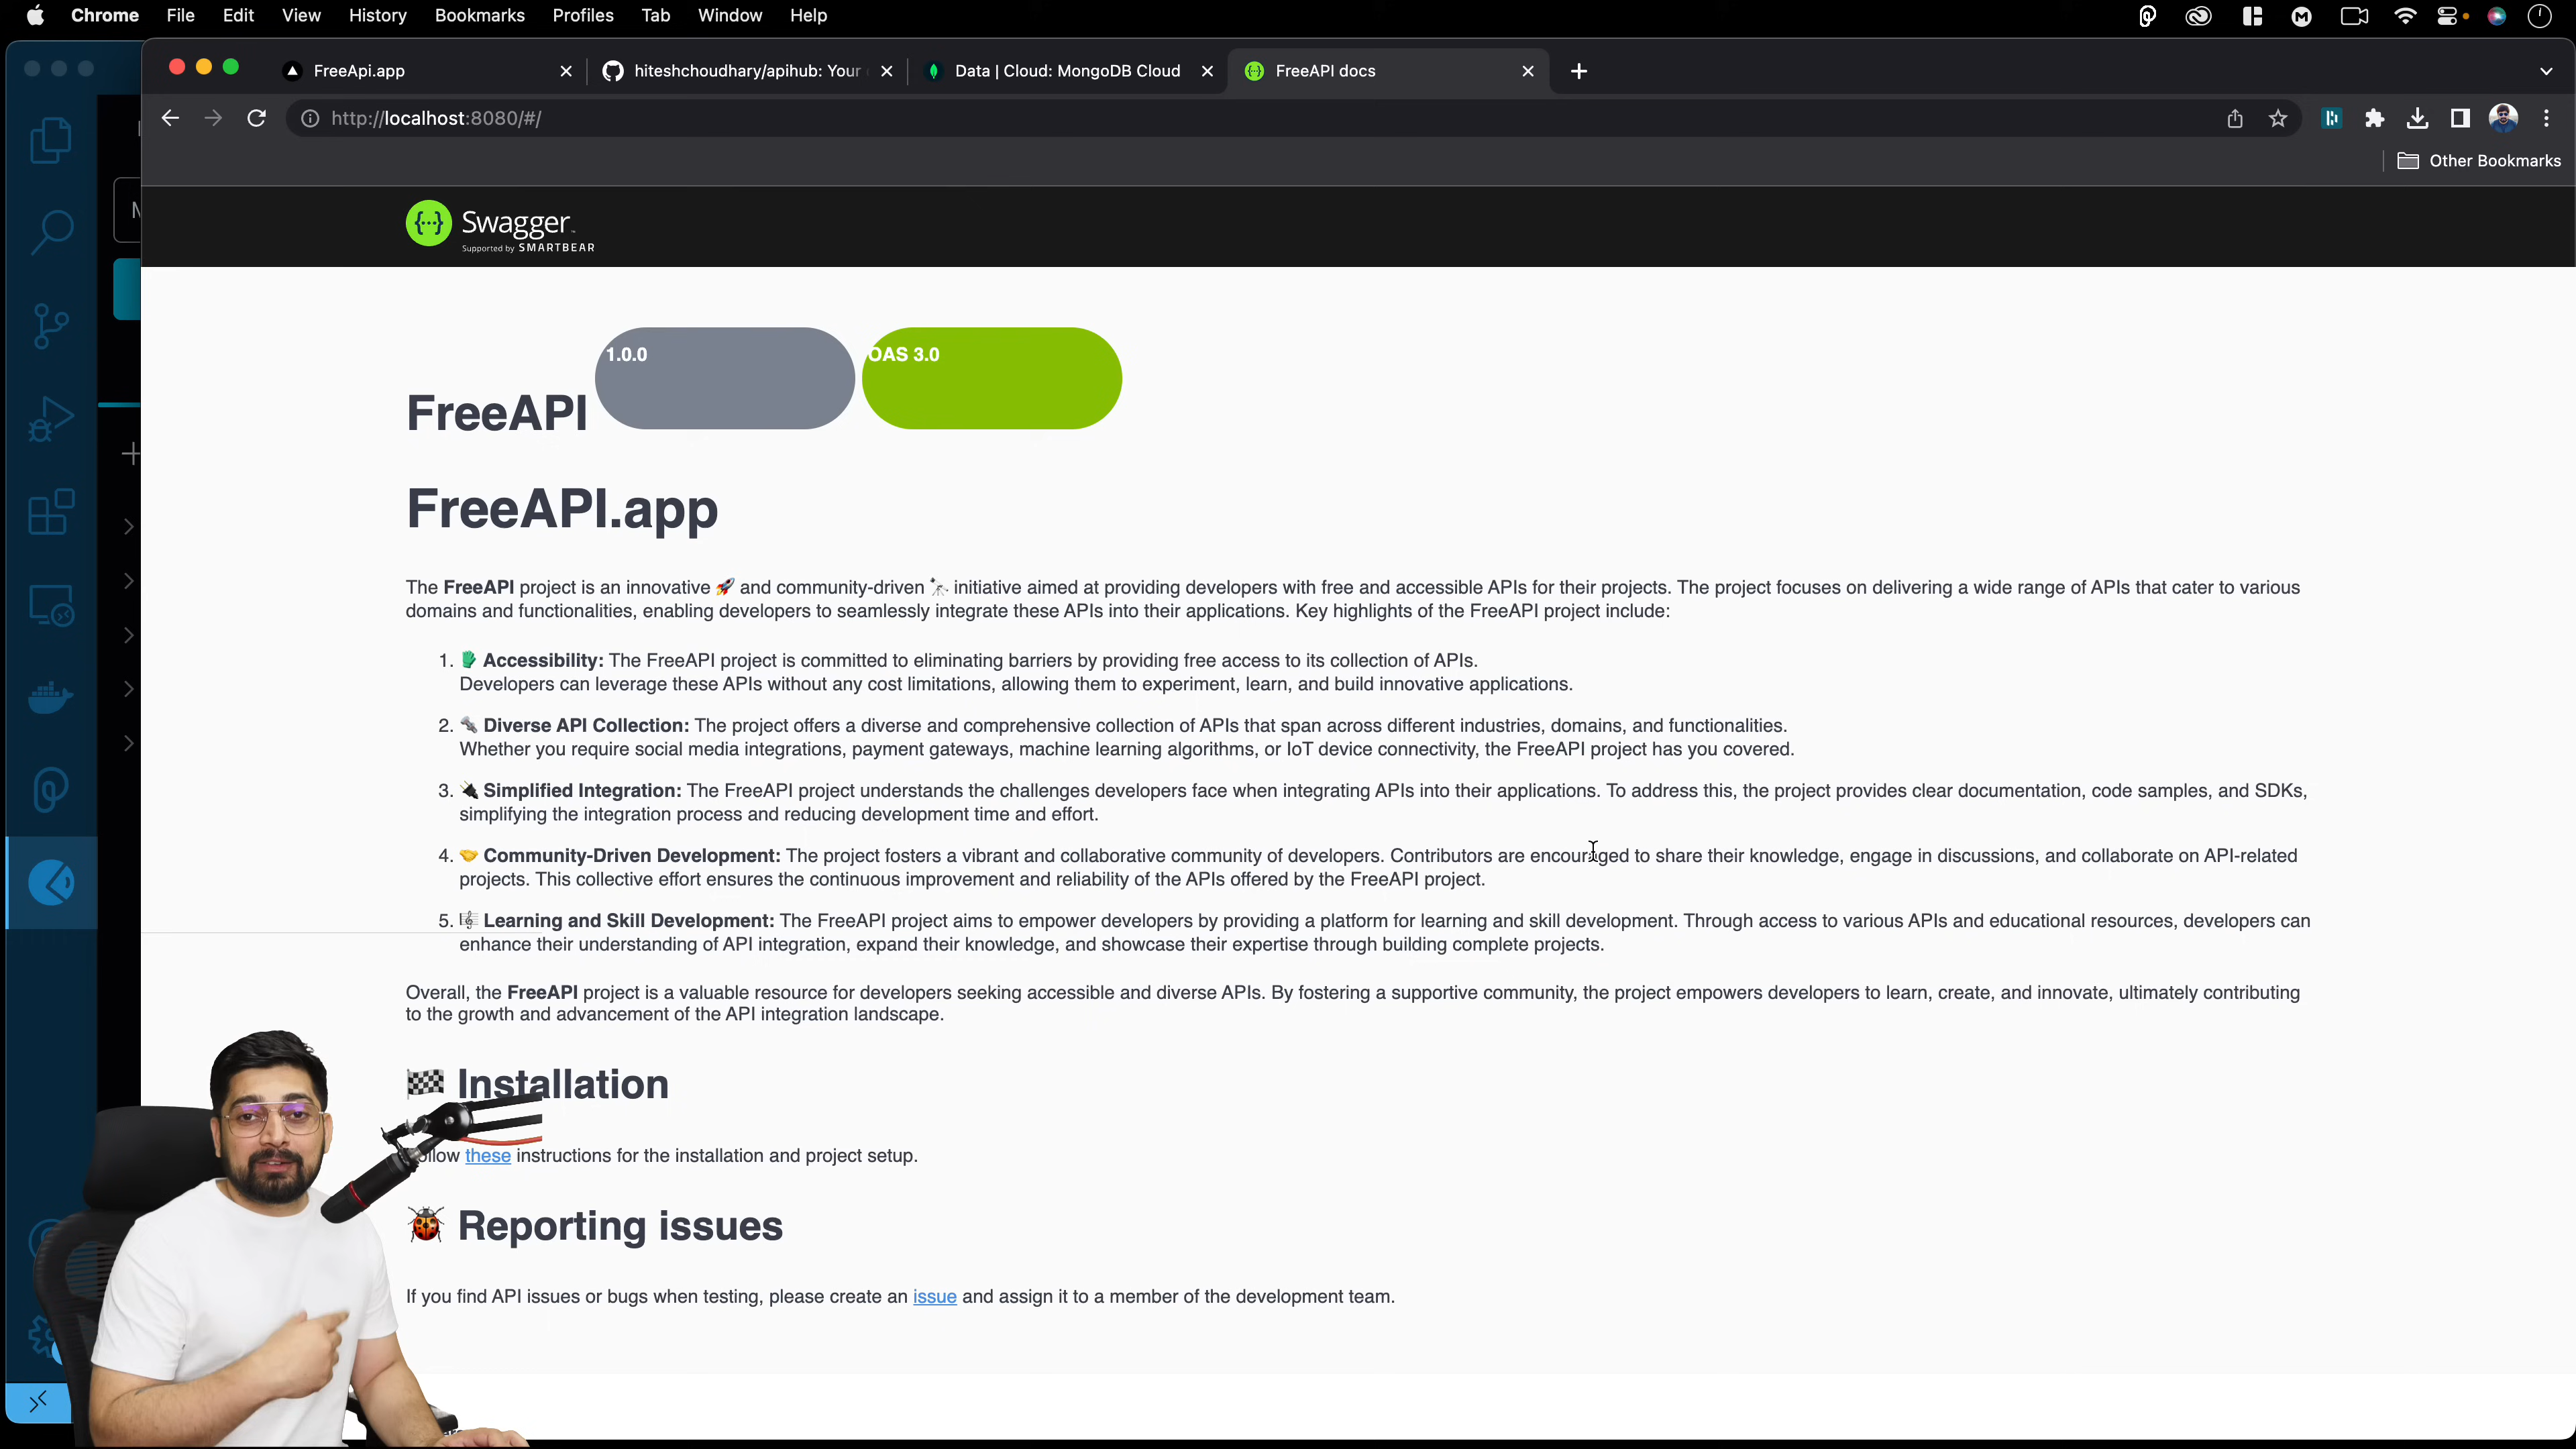 Chrome File Edit View History Bookmarks Profiles Tab Window Help
FreeApi.app
hiteshchoudhary/apihub: Your
Data | Cloud: MongoDB Cloud
FreeAPI docs
http://localhost:8080/#/
Other Bookmarks
Swagger
Supported by SMARTBEAR
1.0.0
OAS 3.0
FreeAPI
FreeAPI.app
The FreeAPI project is an innovative 🚀 and community-driven 🔭 initiative aimed at providing developers with free and accessible APIs for their projects. The project focuses on delivering a wide range of APIs that cater to various
domains and functionalities, enabling developers to seamlessly integrate these APIs into their applications. Key highlights of the FreeAPI project include:
1. Accessibility: The FreeAPI project is committed to eliminating barriers by providing free access to its collection of APIs.
Developers can leverage these APIs without any cost limitations, allowing them to experiment, learn, and build innovative applications.
2. 🔩 Diverse API Collection: The project offers a diverse and comprehensive collection of APIs that span across different industries, domains, and functionalities.
Whether you require social media integrations, payment gateways, machine learning algorithms, or IoT device connectivity, the FreeAPI project has you covered.
3. 🔌 Simplified Integration: The FreeAPI project understands the challenges developers face when integrating APIs into their applications. To address this, the project provides clear documentation, code samples, and SDKs,
simplifying the integration process and reducing development time and effort.
4. 🤝 Community-Driven Development: The project fosters a vibrant and collaborative community of developers. Contributors are encouraged to share their knowledge, engage in discussions, and collaborate on API-related
projects. This collective effort ensures the continuous improvement and reliability of the APIs offered by the FreeAPI project.
5. 🎼 Learning and Skill Development: The FreeAPI project aims to empower developers by providing a platform for learning and skill development. Through access to various APIs and educational resources, developers can
enhance their understanding of API integration, expand their knowledge, and showcase their expertise through building complete projects.
Overall, the FreeAPI project is a valuable resource for developers seeking accessible and diverse APIs. By fostering a supportive community, the project empowers developers to learn, create, and innovate, ultimately contributing
to the growth and advancement of the API integration landscape.
🏁 Installation
ollow these instructions for the installation and project setup.
🐞 Reporting issues
If you find API issues or bugs when testing, please create an issue and assign it to a member of the development team.